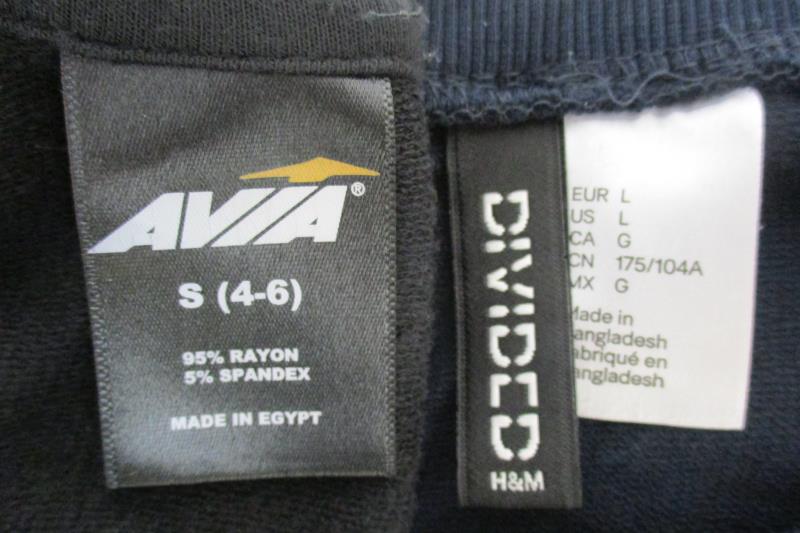 AVIA®
S (4-6)
95% RAYON
5% SPANDEX
MADE IN EGYPT
DIVIDED
H&M
EUR L
US L
CA G
CN 175/104A
MX G
Made in
angladesh
abriqué en
angladesh